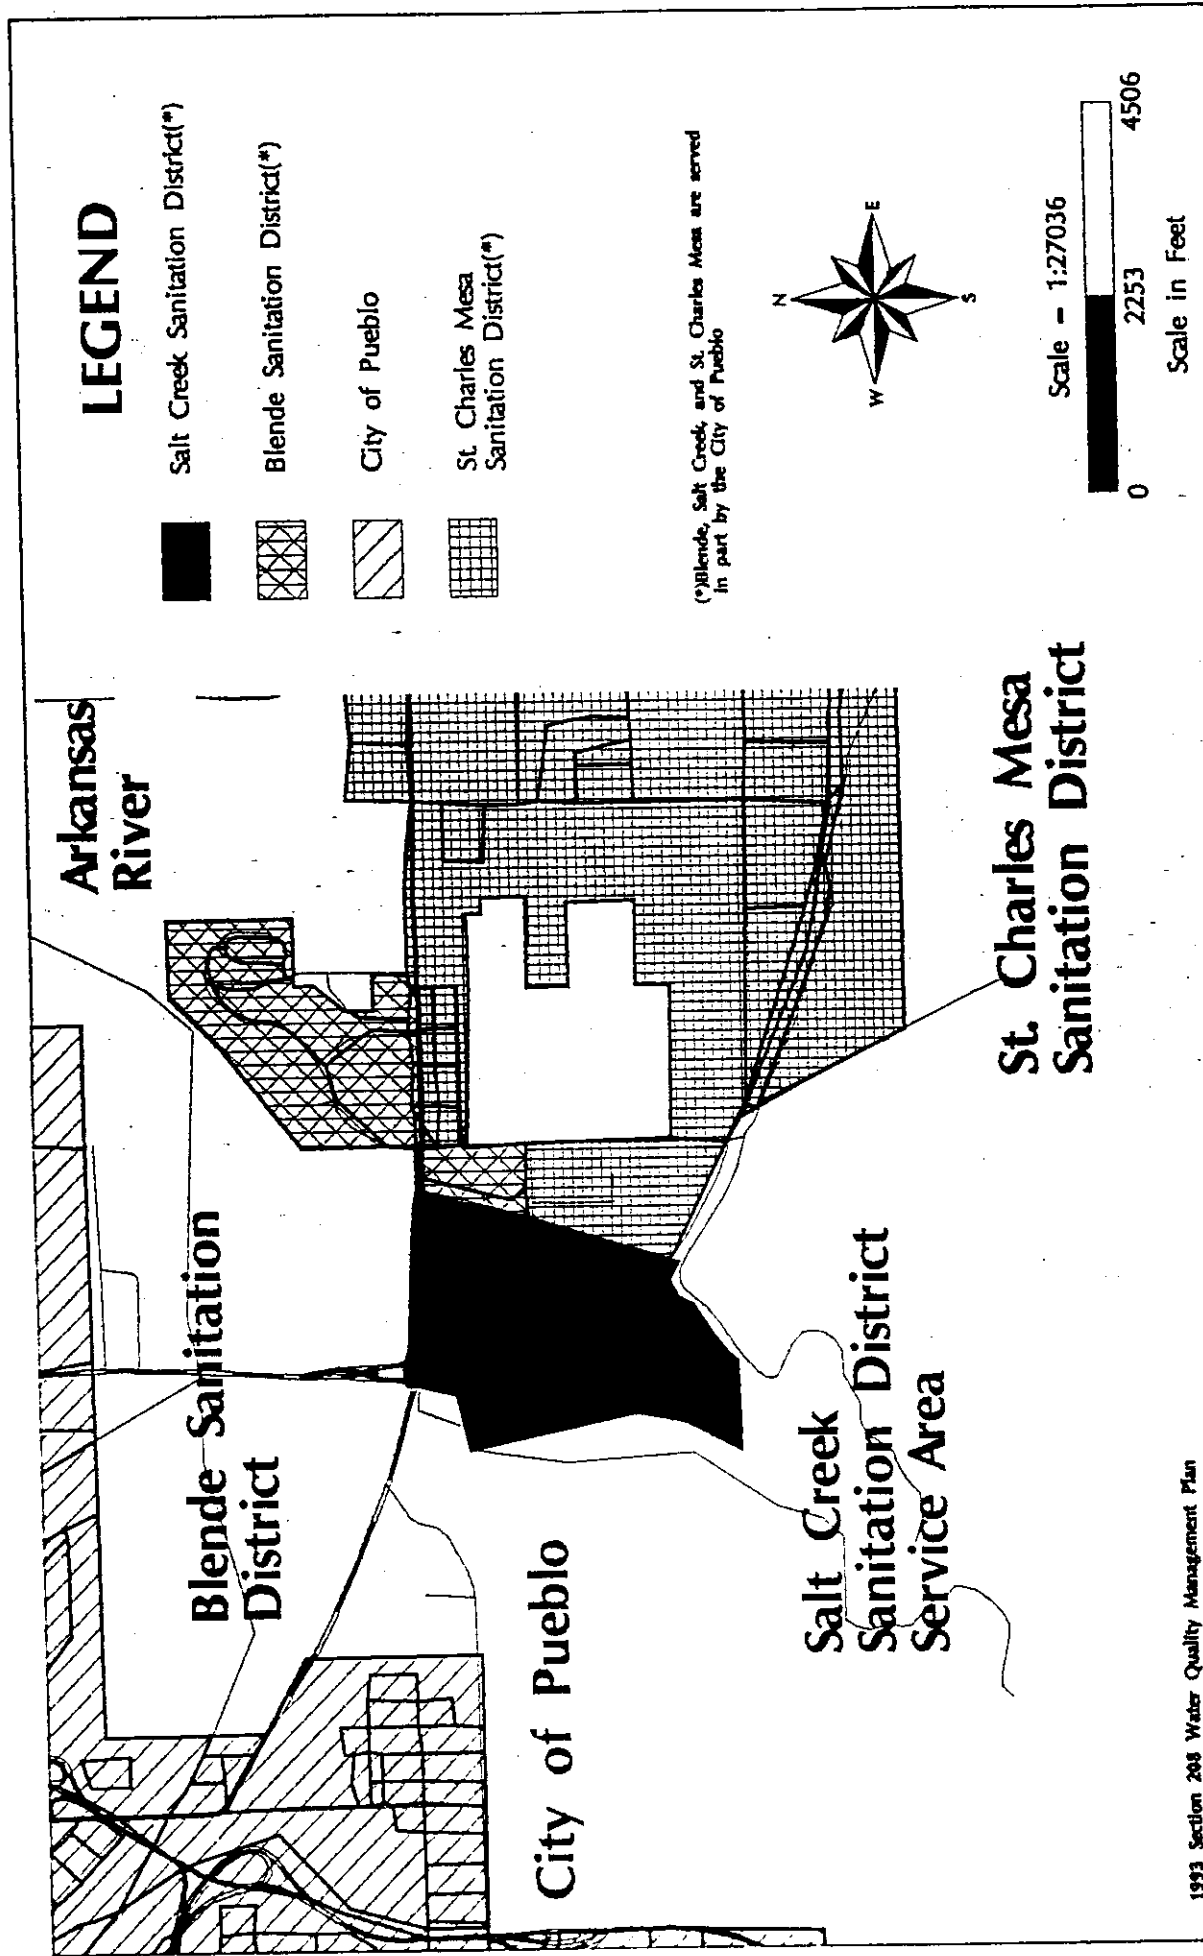 Arkansas
River
Blende Sanitation
District
City of Pueblo
Salt Creek
Sanitation District
Service Area
St. Charles Mesa
Sanitation District
LEGEND
Salt Creek Sanitation District(*)
Blende Sanitation District(*)
City of Pueblo
St. Charles Mesa
Sanitation District(*)
(*)Blende, Salt Creek, and St. Charles Mesa are served
in part by the City of Pueblo
N
W
E
S
Scale - 1:27036
0 2253 4506
Scale in Feet
1993 Section 208 Water Quality Management Plan